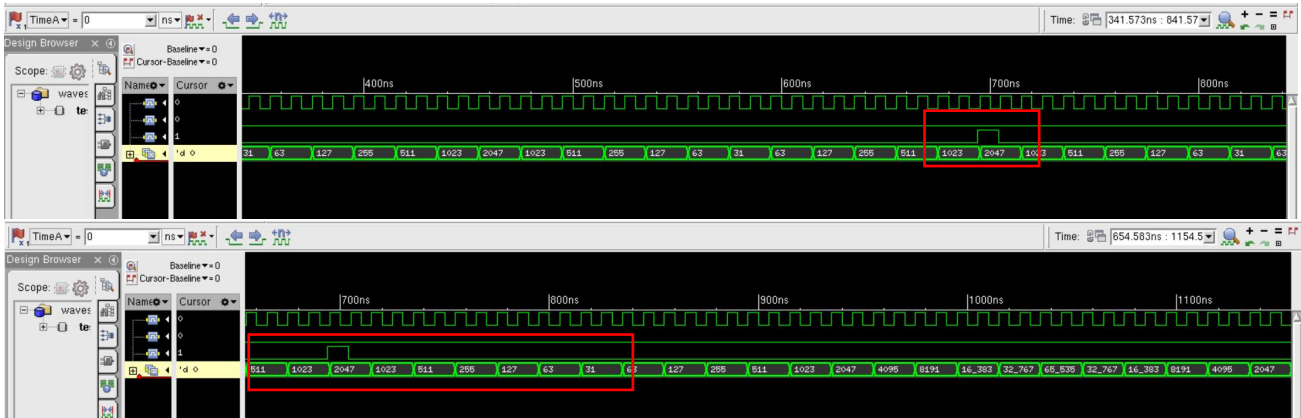 TimeA = 0 ns Time: 341.573ns : 841.57
Design Browser Baseline = 0
Cursor-Baseline = 0
Scope:
Name Cursor 400ns 500ns 600ns 700ns 800ns
waves 0
te 0
1
'd 0 31 63 127 255 511 1023 2047 1023 511 255 127 63 31 63 127 255 511 1023 2047 1023 511 255 127 63 31 63
TimeA = 0 ns Time: 654.583ns : 1154.5
Design Browser Baseline = 0
Cursor-Baseline = 0
Scope:
Name Cursor 700ns 800ns 900ns 1000ns 1100ns
waves 0
te 0
1
'd 0 511 1023 2047 1023 511 255 127 63 31 63 127 255 511 1023 2047 4095 8191 16_383 32_767 65_535 32_767 16_383 8191 4095 2047